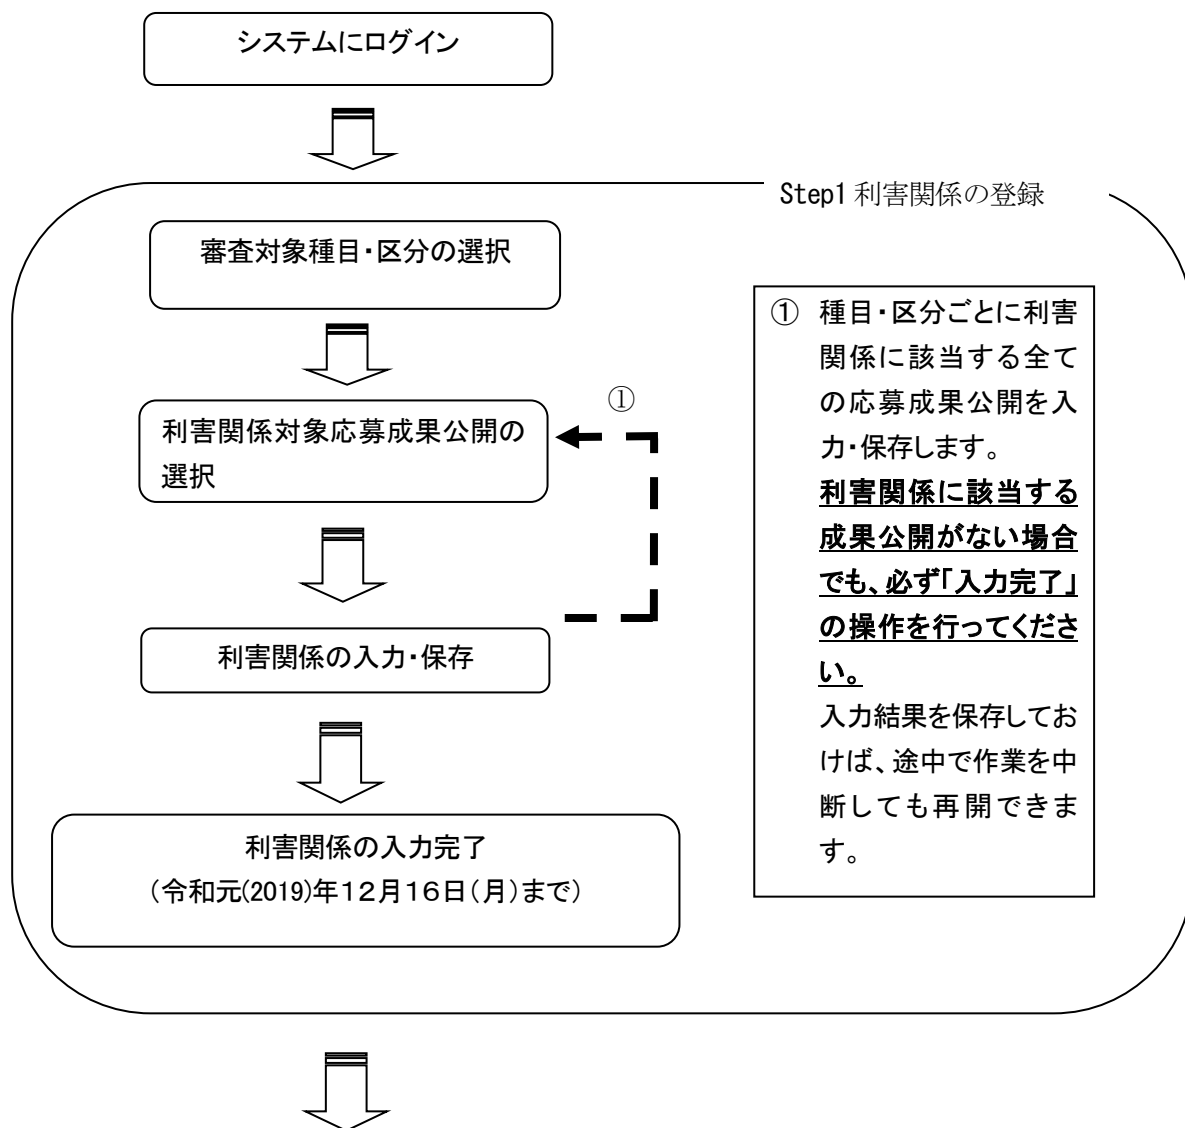 システムにログイン
Step1 利害関係の登録
審査対象種目・区分の選択
利害関係対象応募成果公開の
選択
①
利害関係の入力・保存
利害関係の入力完了
（令和元(2019)年１２月１６日（月）まで）
① 種目・区分ごとに利害
関係に該当する全て
の応募成果公開を入
力・保存します。
利害関係に該当する
成果公開がない場合
でも、必ず「入力完了」
の操作を行ってくださ
い。
入力結果を保存してお
けば、途中で作業を中
断しても再開できま
す。